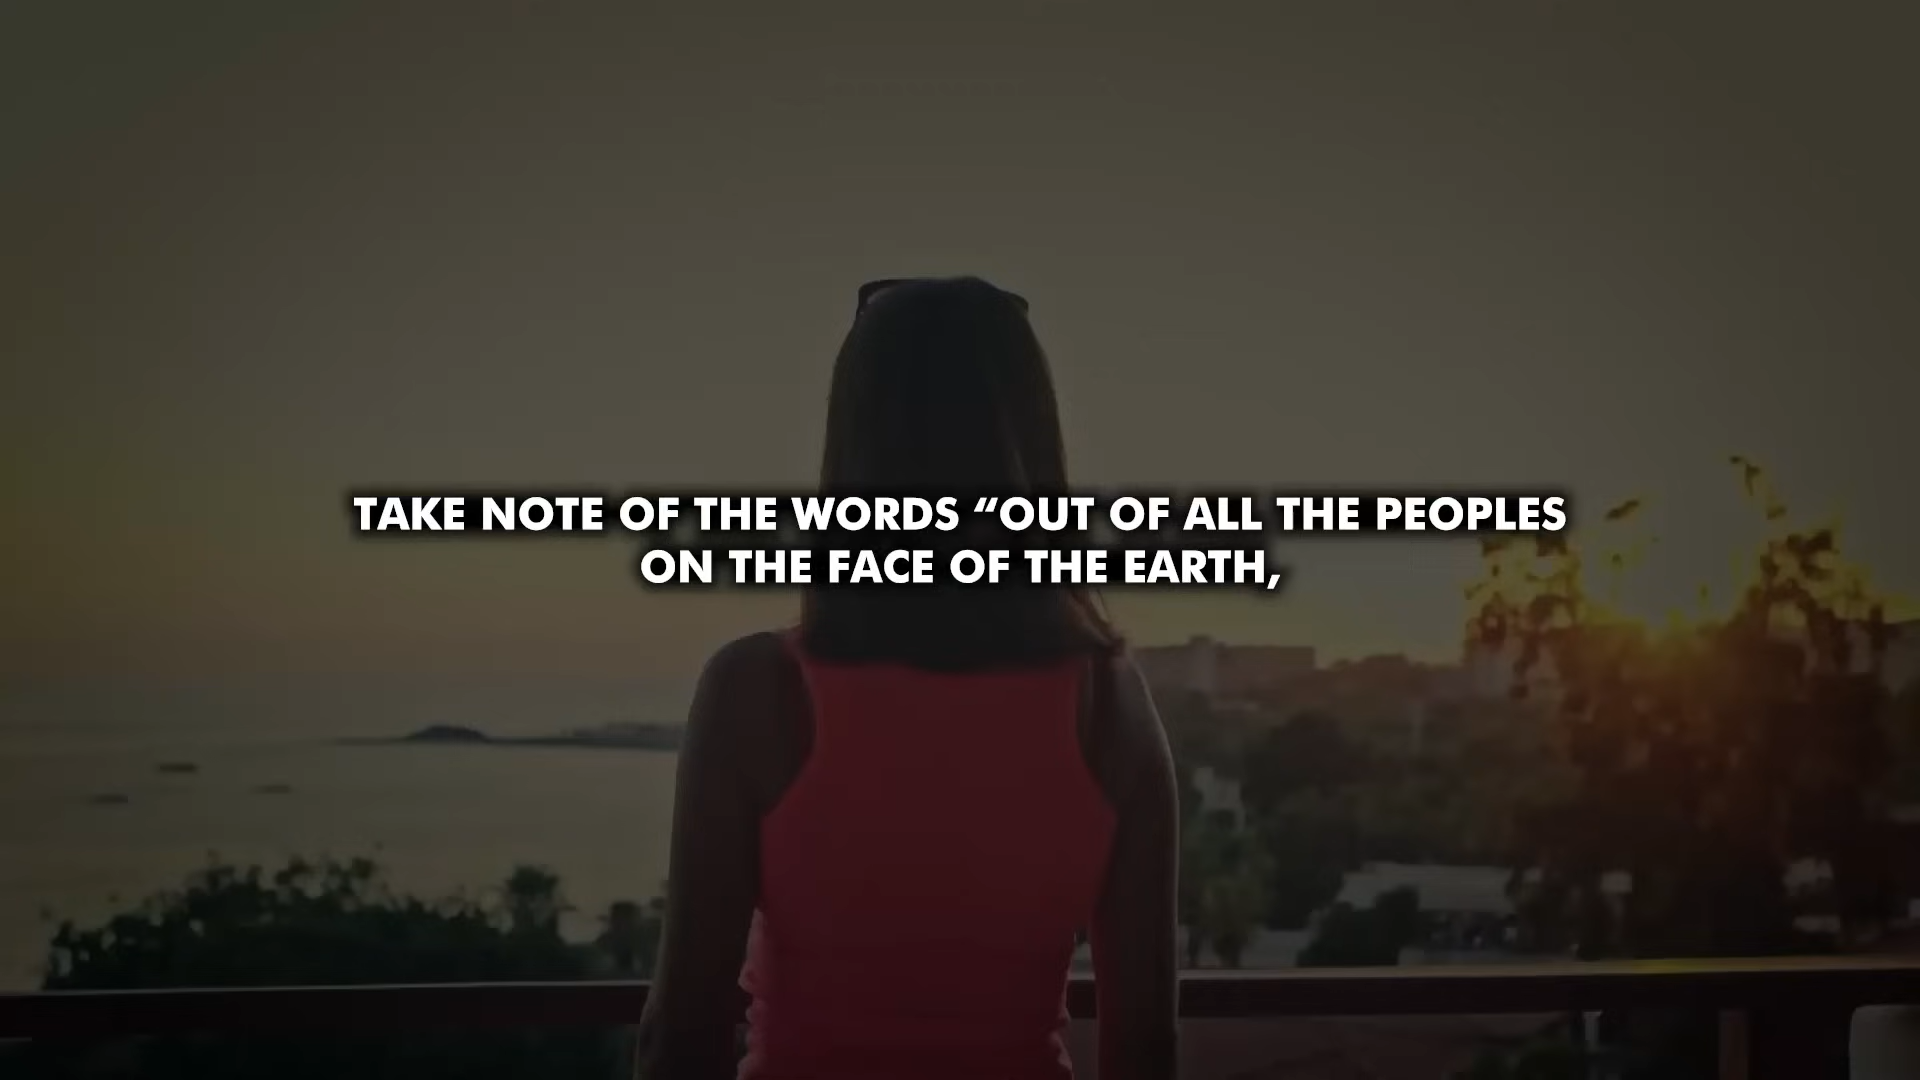 TAKE NOTE OF THE WORDS “OUT OF ALL THE PEOPLES
ON THE FACE OF THE EARTH,